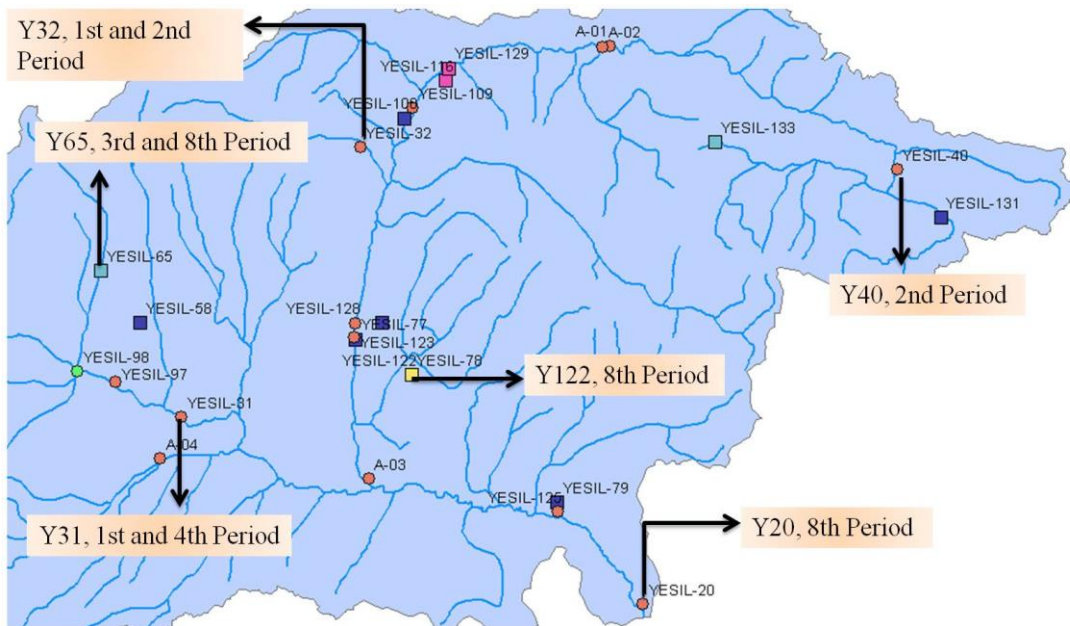 Y32, 1st and 2nd
Period
A-01
A-02
YESIL-129
YESIL-116
YESIL-109
YESIL-108
YESIL-32
YESIL-133
Y65, 3rd and 8th Period
YESIL-40
YESIL-131
YESIL-65
Y40, 2nd Period
YESIL-58
YESIL-128
YESIL-77
YESIL-123
YESIL-98
YESIL-122
YESIL-78
YESIL-97
Y122, 8th Period
YESIL-31
A-04
A-03
YESIL-125
YESIL-79
Y31, 1st and 4th Period
Y20, 8th Period
YESIL-20